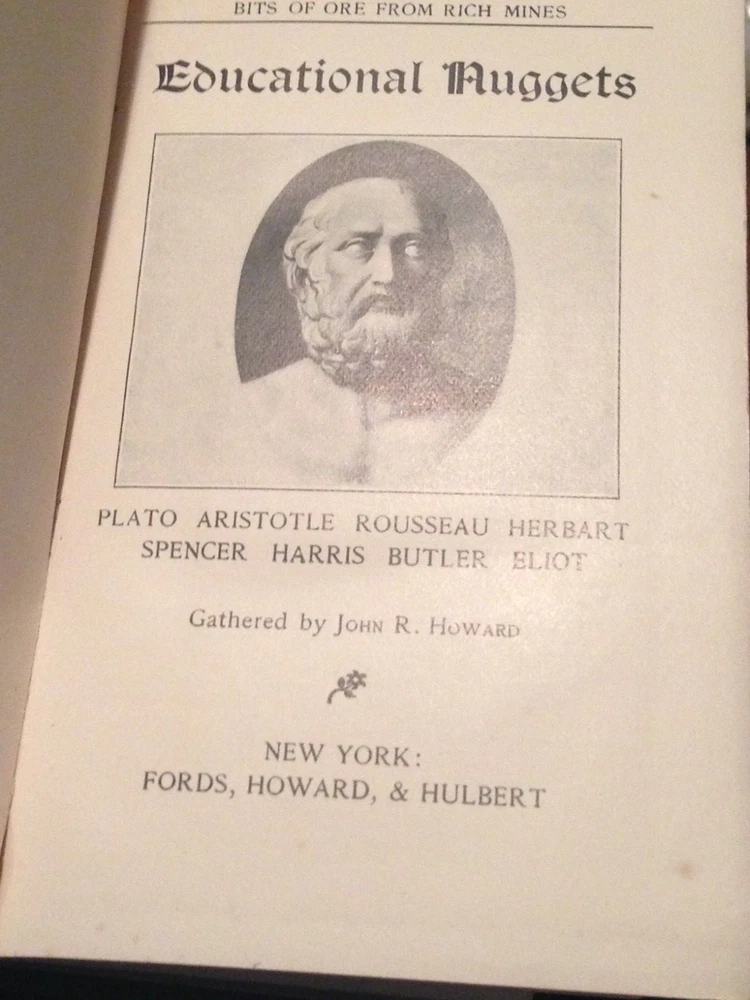 BITS OF ORE FROM RICH MINES
Educational Nuggets
PLATO ARISTOTLE ROUSSEAU HERBART
SPENCER HARRIS BUTLER ELIOT
Gathered by JOHN R. HOWARD
NEW YORK:
FORDS, HOWARD, & HULBERT